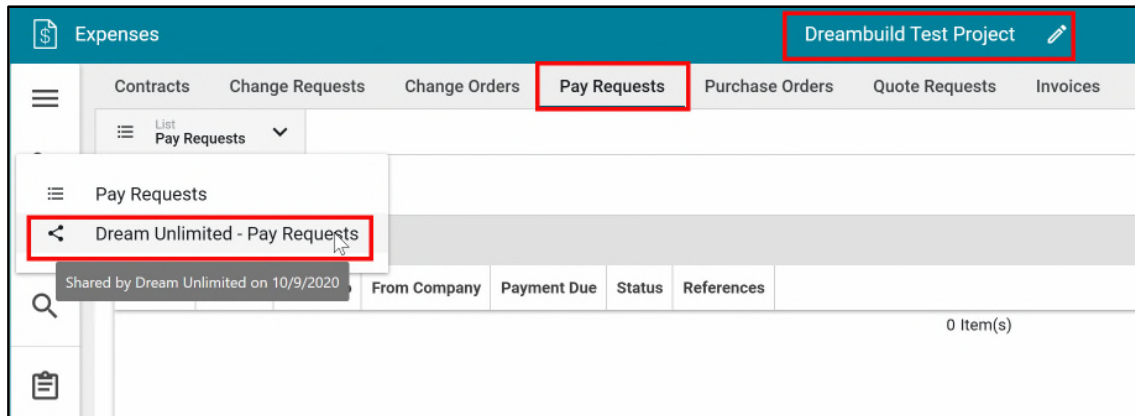 Expenses
Dreambuild Test Project
Contracts Change Requests Change Orders Pay Requests Purchase Orders Quote Requests Invoices
List
Pay Requests
Pay Requests
Dream Unlimited - Pay Requests
Shared by Dream Unlimited on 10/9/2020
From Company Payment Due Status References
0 Item(s)